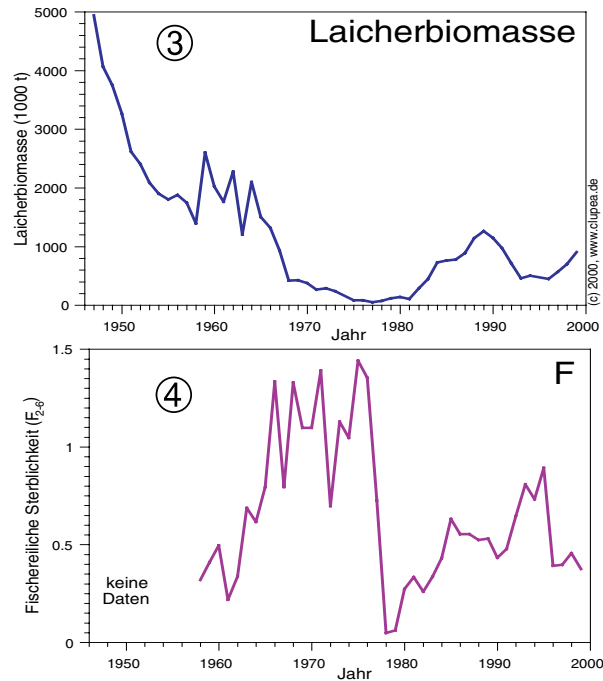 Laicherbiomasse
③
5000
4000
3000
2000
1000
0
Laicherbiomasse (1000 t)
1950
1960
1970
1980
1990
2000
Jahr
(c) 2000, www.clupea.de
F
④
1.5
1
0.5
0
Fischereiliche Sterblichkeit (F2-6)
keine
Daten
1950
1960
1970
1980
1990
2000
Jahr